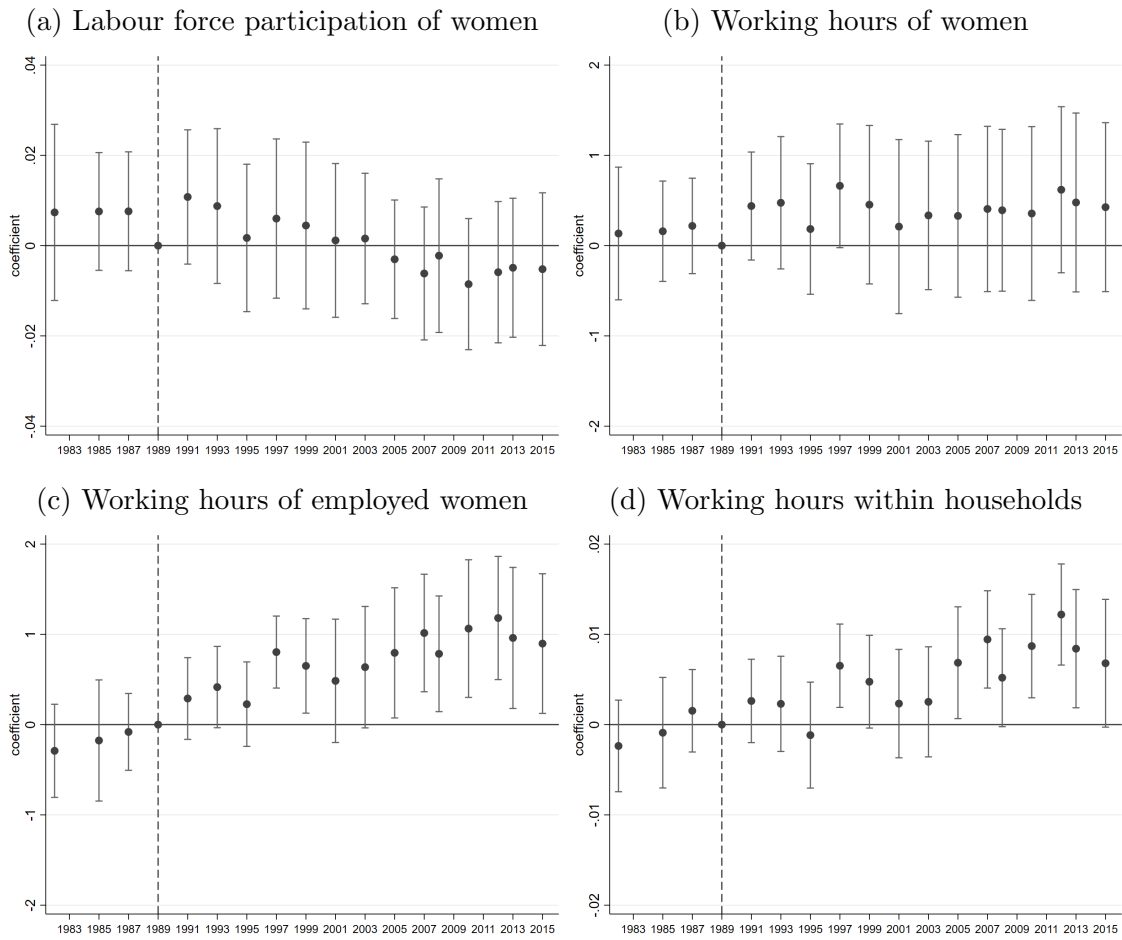 (a) Labour force participation of women
(b) Working hours of women
.04
.02
0
-.02
-.04
coefficient
1983 1985 1987 1989 1991 1993 1995 1997 1999 2001 2003 2005 2007 2009 2011 2013 2015
2
1
0
-1
-2
coefficient
1983 1985 1987 1989 1991 1993 1995 1997 1999 2001 2003 2005 2007 2009 2011 2013 2015
(c) Working hours of employed women
(d) Working hours within households
2
1
0
-1
-2
coefficient
1983 1985 1987 1989 1991 1993 1995 1997 1999 2001 2003 2005 2007 2009 2011 2013 2015
.02
.01
0
-.01
-.02
coefficient
1983 1985 1987 1989 1991 1993 1995 1997 1999 2001 2003 2005 2007 2009 2011 2013 2015